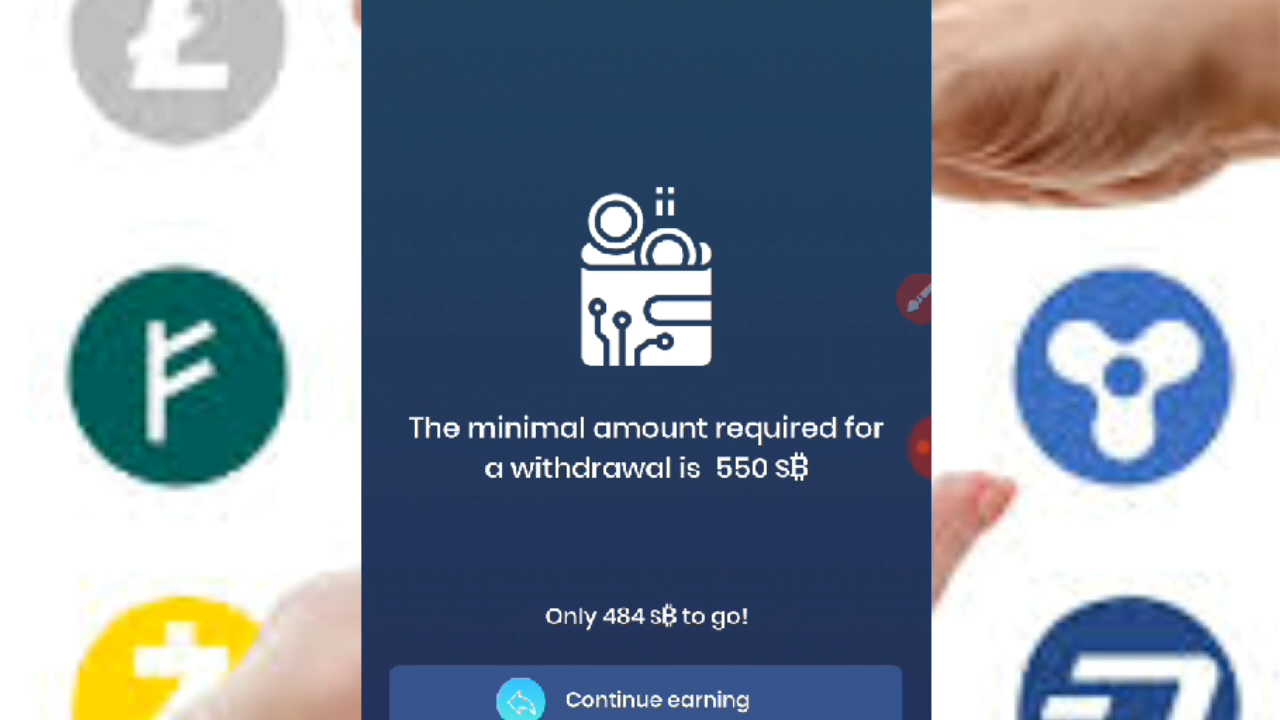 The minimal amount required for
a withdrawal is 550 s₿
Only 484 s₿ to go!
Continue earning